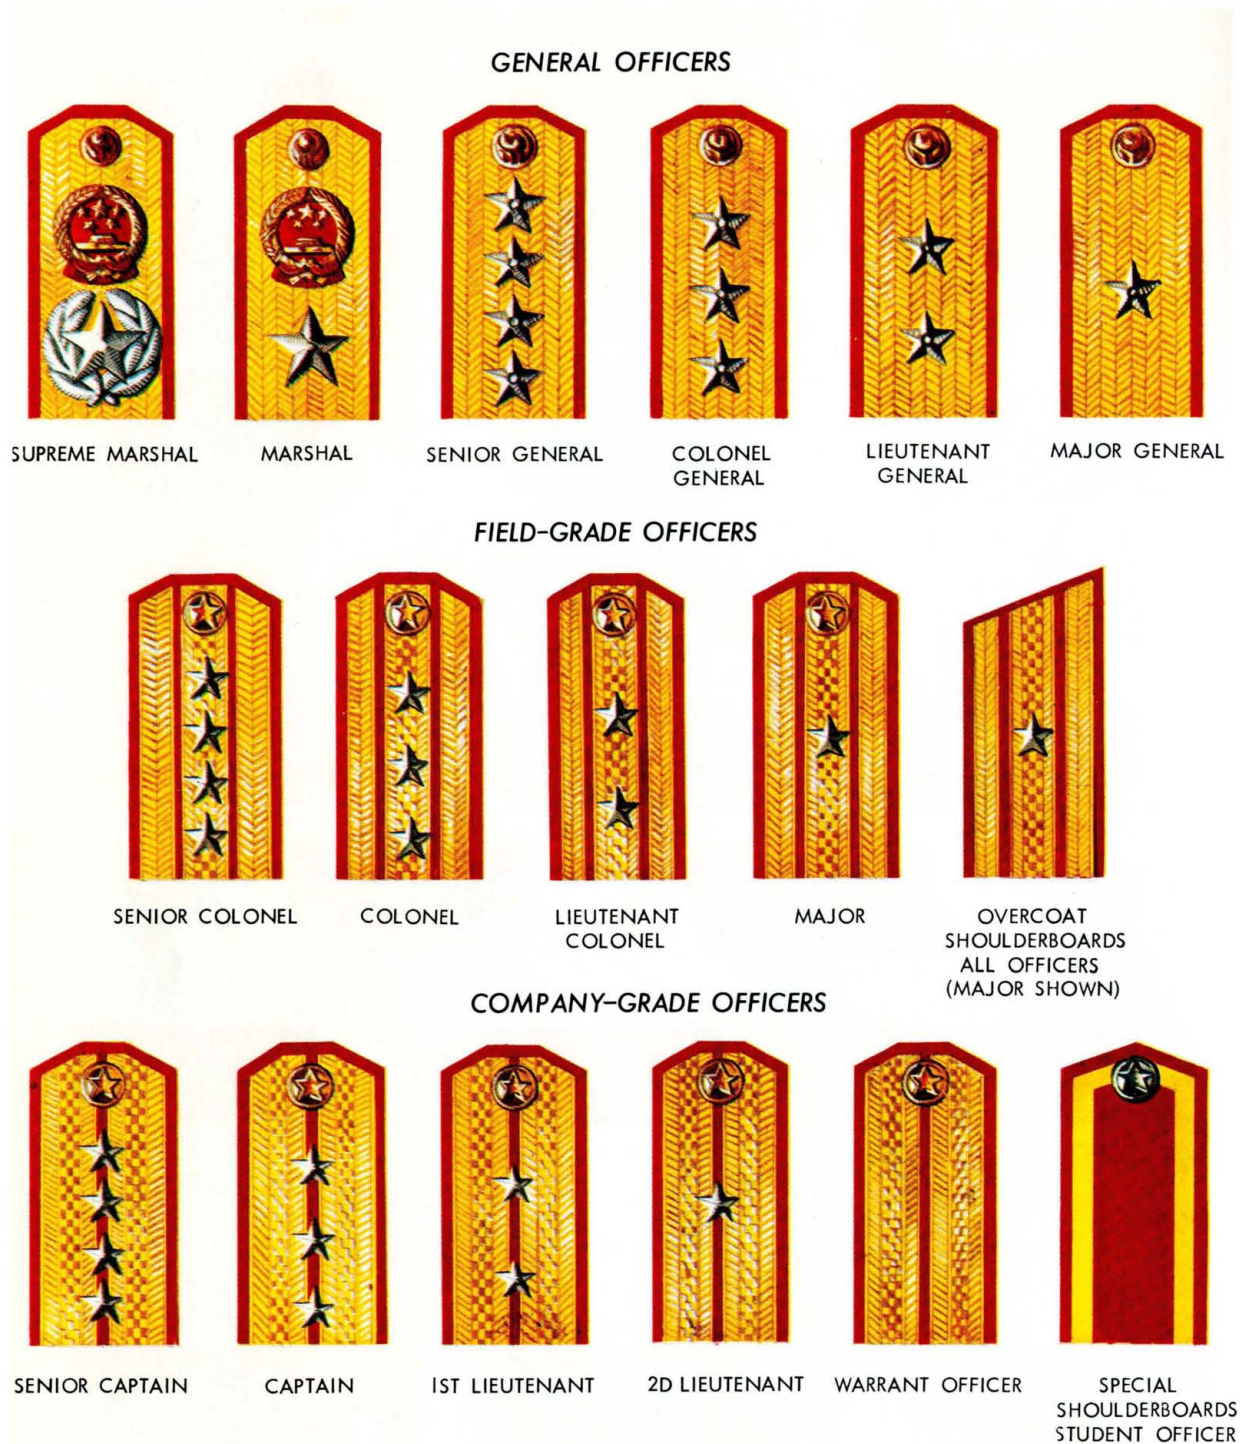 GENERAL OFFICERS
SUPREME MARSHAL
MARSHAL
SENIOR GENERAL
COLONEL
GENERAL
LIEUTENANT
GENERAL
MAJOR GENERAL
FIELD-GRADE OFFICERS
SENIOR COLONEL
COLONEL
LIEUTENANT
COLONEL
MAJOR
OVERCOAT
SHOULDERBOARDS
ALL OFFICERS
(MAJOR SHOWN)
COMPANY-GRADE OFFICERS
SENIOR CAPTAIN
CAPTAIN
1ST LIEUTENANT
2D LIEUTENANT
WARRANT OFFICER
SPECIAL
SHOULDERBOARDS
STUDENT OFFICER